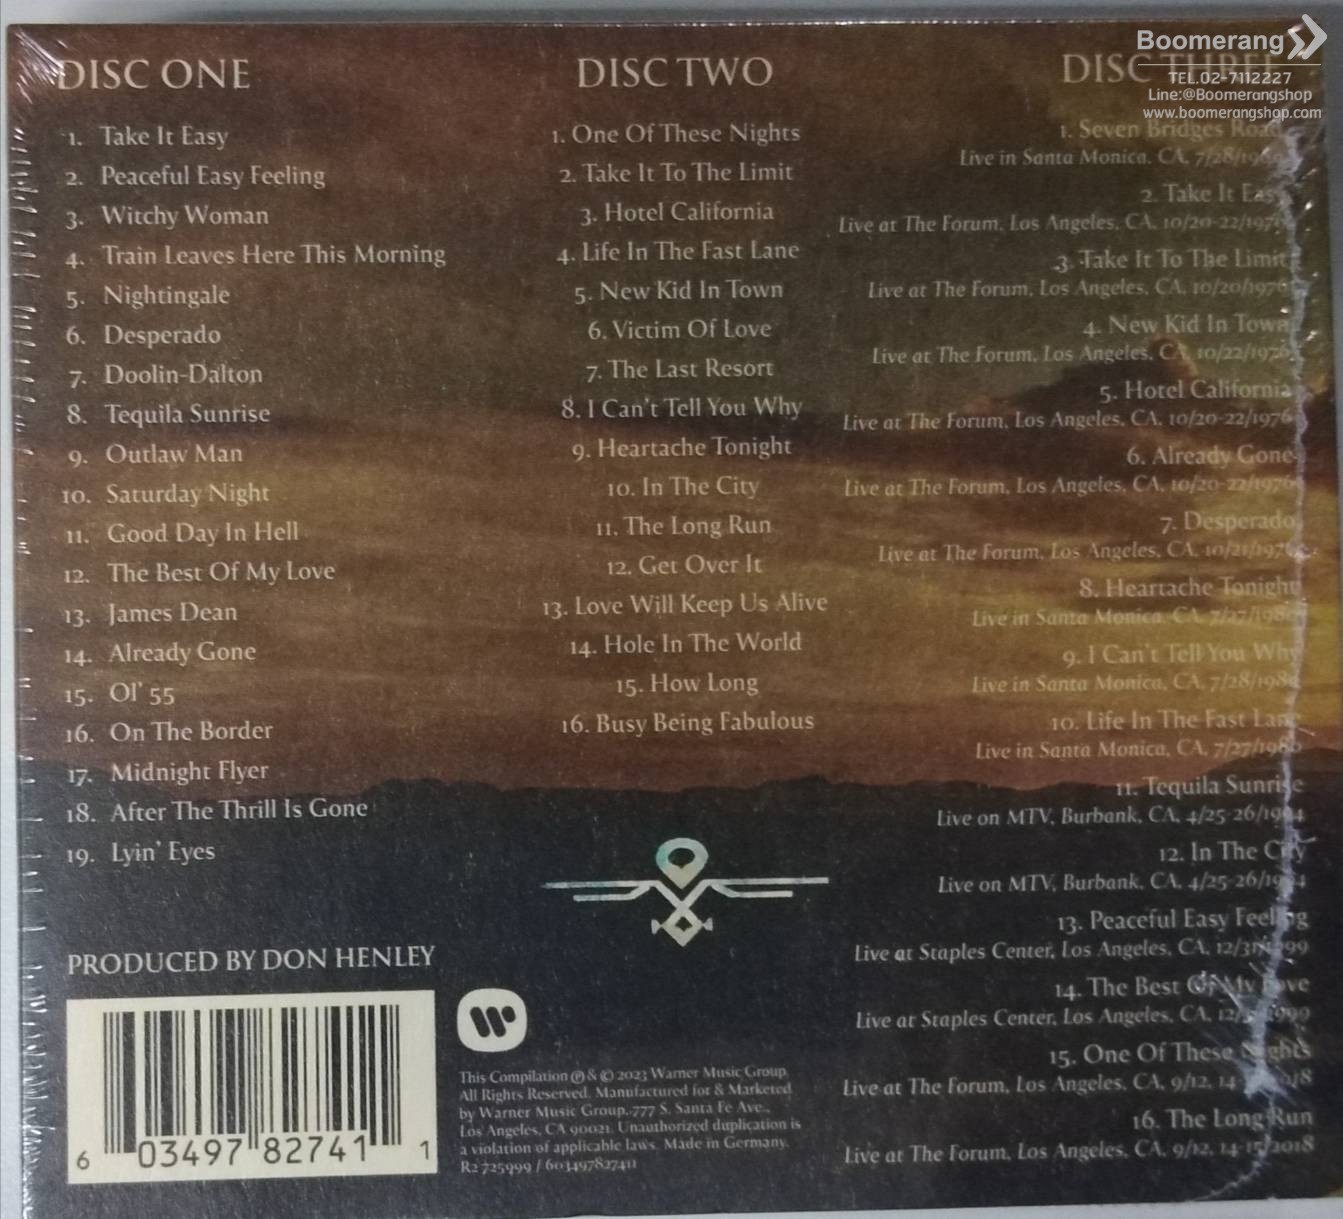 Boomerang
TEL.02-7112227
Line:@Boomerangshop
www.boomerangshop.com
DISC ONE
1. Take It Easy
2. Peaceful Easy Feeling
3. Witchy Woman
4. Train Leaves Here This Morning
5. Nightingale
6. Desperado
7. Doolin-Dalton
8. Tequila Sunrise
9. Outlaw Man
10. Saturday Night
11. Good Day In Hell
12. The Best Of My Love
13. James Dean
14. Already Gone
15. Ol' 55
16. On The Border
17. Midnight Flyer
18. After The Thrill Is Gone
19. Lyin' Eyes
PRODUCED BY DON HENLEY
6 03497 82741 1
DISC TWO
1. One Of These Nights
2. Take It To The Limit
3. Hotel California
4. Life In The Fast Lane
5. New Kid In Town
6. Victim Of Love
7. The Last Resort
8. I Can't Tell You Why
9. Heartache Tonight
10. In The City
11. The Long Run
12. Get Over It
13. Love Will Keep Us Alive
14. Hole In The World
15. How Long
16. Busy Being Fabulous
W
This Compilation ℗ & © 2023 Warner Music Group.
All Rights Reserved. Manufactured for & Marketed
by Warner Music Group, 777 S. Santa Fe Ave.,
Los Angeles, CA 90021. Unauthorized duplication is
a violation of applicable laws. Made in Germany.
R2 725999 / 603497827411
DISC THREE
1. Seven Bridges Road
Live in Santa Monica, CA, 7/28/1980
2. Take It Easy
Live at The Forum, Los Angeles, CA, 10/20-22/1976
3. Take It To The Limit
Live at The Forum, Los Angeles, CA, 10/20/1976
4. New Kid In Town
Live at The Forum, Los Angeles, CA, 10/22/1976
5. Hotel California
Live at The Forum, Los Angeles, CA, 10/20-22/1976
6. Already Gone
Live at The Forum, Los Angeles, CA, 10/20-22/1976
7. Desperado
Live at The Forum, Los Angeles, CA, 10/21/1976
8. Heartache Tonight
Live in Santa Monica, CA, 7/27/1980
9. I Can't Tell You Why
Live in Santa Monica, CA, 7/28/1980
10. Life In The Fast Lane
Live in Santa Monica, CA, 7/27/1980
11. Tequila Sunrise
Live on MTV, Burbank, CA, 4/25-26/1994
12. In The City
Live on MTV, Burbank, CA, 4/25-26/1994
13. Peaceful Easy Feeling
Live at Staples Center, Los Angeles, CA, 12/31/1999
14. The Best Of My Love
Live at Staples Center, Los Angeles, CA, 12/31/1999
15. One Of These Nights
Live at The Forum, Los Angeles, CA, 9/12, 14
16. The Long Run
Live at The Forum, Los Angeles, CA, 9/12, 14-15/2018